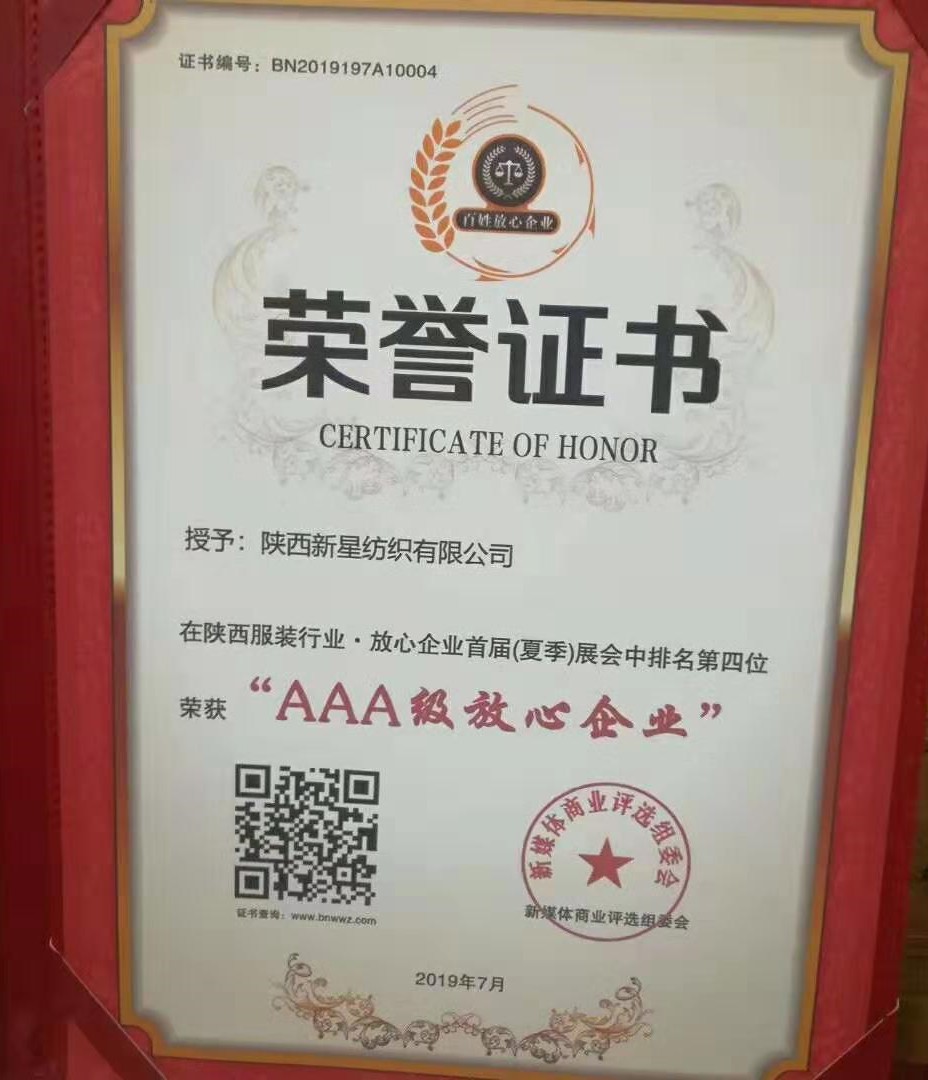 证书编号：BN2019197A10004
百姓放心企业
荣誉证书
CERTIFICATE OF HONOR
授予：陕西新星纺织有限公司
在陕西服装行业·放心企业首届(夏季)展会中排名第四位
荣获“AAA级放心企业”
新媒体商业评选组委会
证书查询：www.bnwwz.com
新媒体商业评选组委会
2019年7月